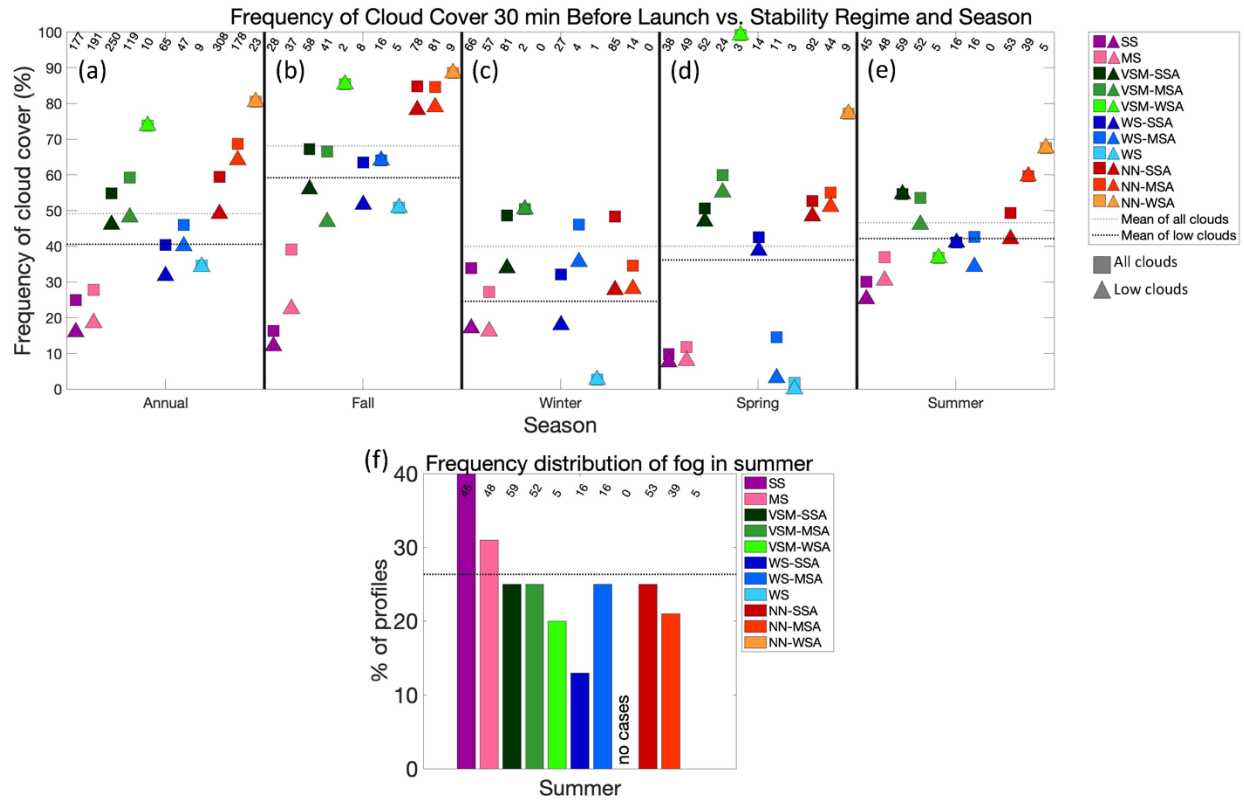 Frequency of Cloud Cover 30 min Before Launch vs. Stability Regime and Season
177 191 250 119 10 65 47 9 308 178 23 28 37 58 41 2 8 16 5 78 81 9 66 57 81 2 0 27 4 1 85 14 0 38 49 52 24 3 14 11 3 92 44 9 45 48 59 52 5 16 16 0 53 39 5
(a) (b) (c) (d) (e)
Frequency of cloud cover (%)
100
90
80
70
60
50
40
30
20
10
0
Annual Fall Winter Spring Summer
Season
SS
MS
VSM-SSA
VSM-MSA
VSM-WSA
WS-SSA
WS-MSA
WS
NN-SSA
NN-MSA
NN-WSA
Mean of all clouds
Mean of low clouds
All clouds
Low clouds
(f) Frequency distribution of fog in summer
45 48 59 52 5 16 16 0 53 39 5
% of profiles
40
30
20
10
0
no cases
Summer
SS
MS
VSM-SSA
VSM-MSA
VSM-WSA
WS-SSA
WS-MSA
WS
NN-SSA
NN-MSA
NN-WSA